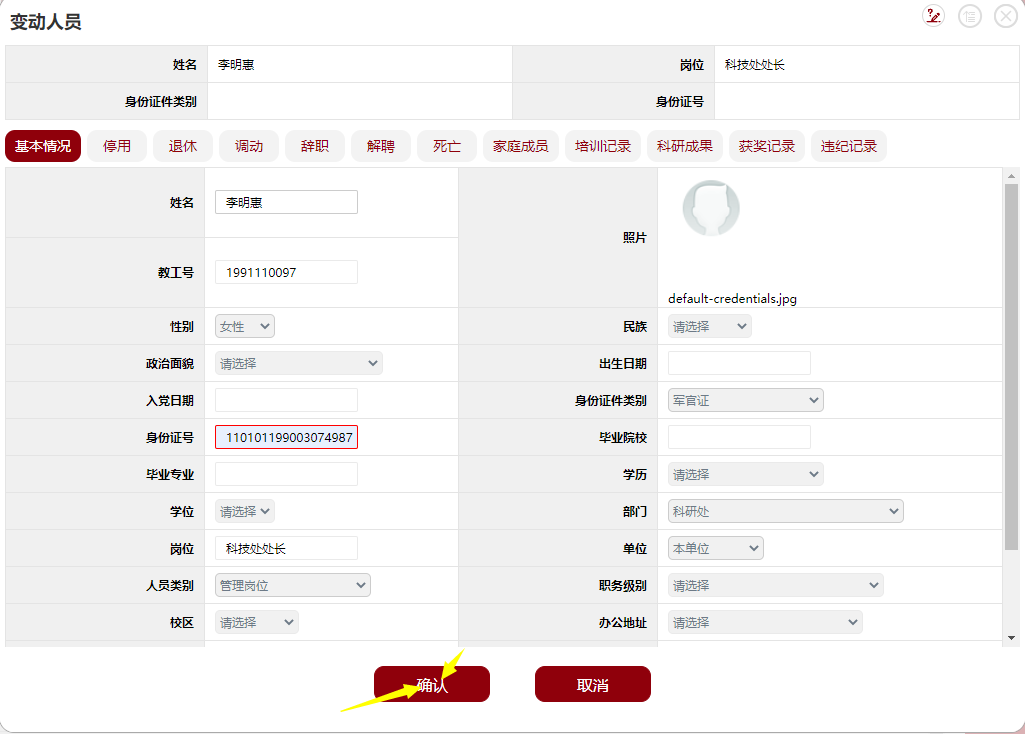 变动人员
姓名 李明惠 岗位 科技处处长
身份证件类别 身份证号
基本情况 停用 退休 调动 辞职 解聘 死亡 家庭成员 培训记录 科研成果 获奖记录 违纪记录
姓名 李明惠 照片
default-credentials.jpg
教工号 1991110097
性别 女性 民族 请选择
政治面貌 请选择 出生日期
入党日期 身份证件类别 军官证
身份证号 110101199003074987 毕业院校
毕业专业 学历 请选择
学位 请选择 部门 科研处
岗位 科技处处长 单位 本单位
人员类别 管理岗位 职务级别 请选择
校区 请选择 办公地址 请选择
确认 取消